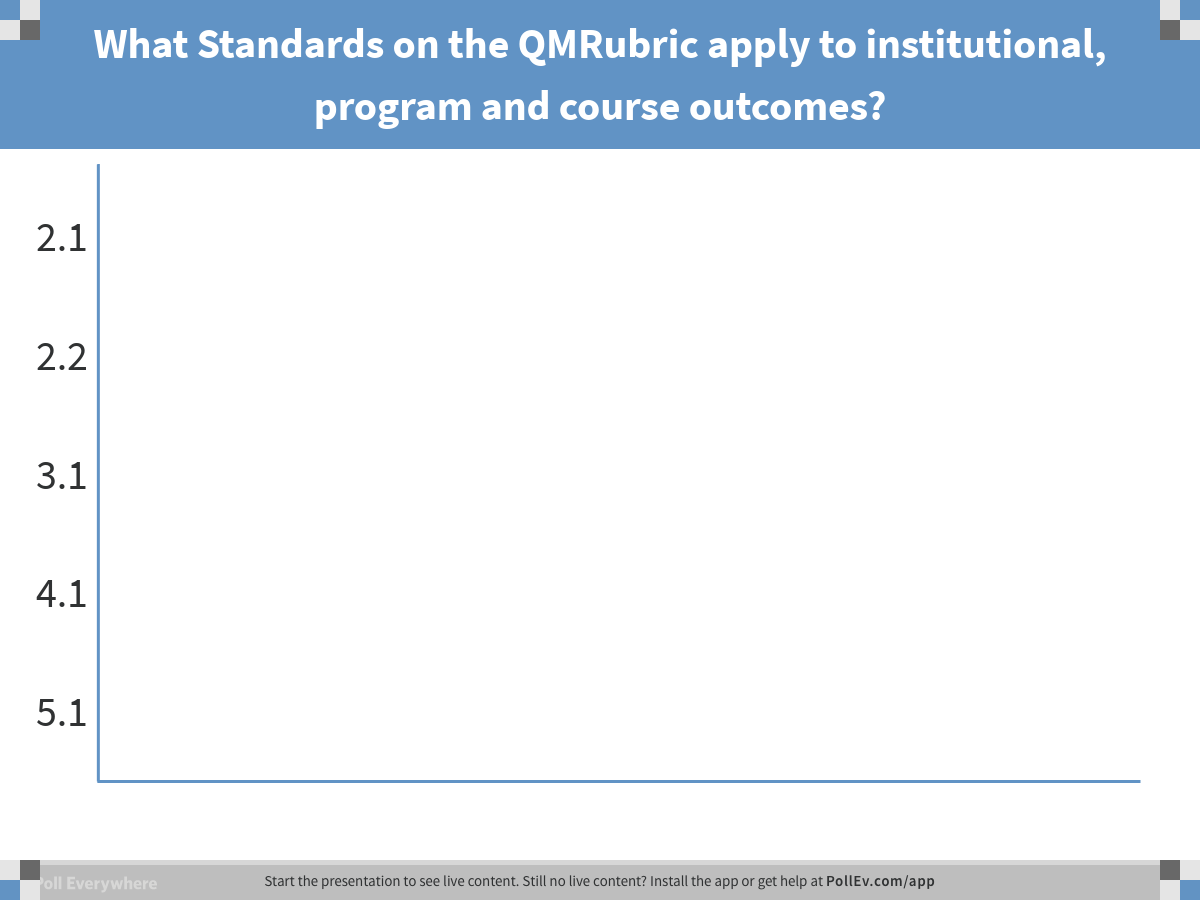 What Standards on the QMRubric apply to institutional,
program and course outcomes?
2.1
2.2
3.1
4.1
5.1
Poll Everywhere
Start the presentation to see live content. Still no live content? Install the app or get help at PollEv.com/app